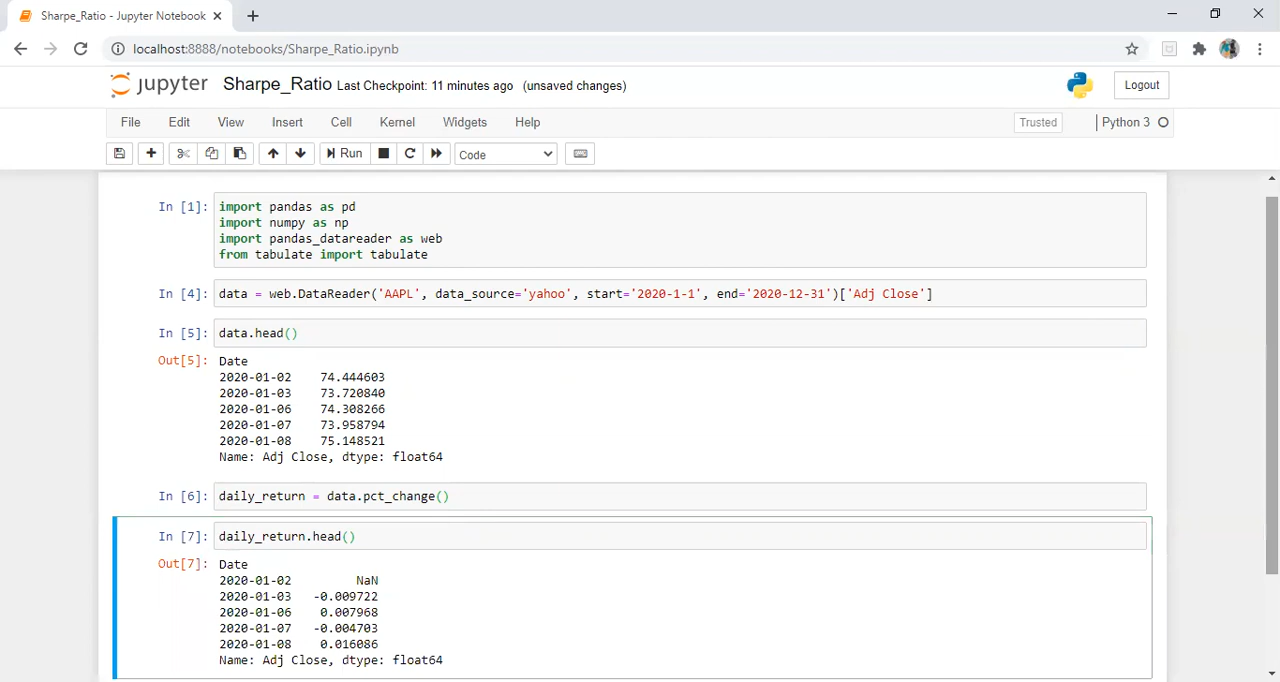 Sharpe_Ratio - Jupyter Notebook
localhost:8888/notebooks/Sharpe_Ratio.ipynb
jupyter Sharpe_Ratio Last Checkpoint: 11 minutes ago (unsaved changes) Logout
File Edit View Insert Cell Kernel Widgets Help Trusted Python 3
Run Code
In [1]: import pandas as pd
import numpy as np
import pandas_datareader as web
from tabulate import tabulate
In [4]: data = web.DataReader('AAPL', data_source='yahoo', start='2020-1-1', end='2020-12-31')['Adj Close']
In [5]: data.head()
Out[5]: Date
2020-01-02 74.444603
2020-01-03 73.720840
2020-01-06 74.308266
2020-01-07 73.958794
2020-01-08 75.148521
Name: Adj Close, dtype: float64
In [6]: daily_return = data.pct_change()
In [7]: daily_return.head()
Out[7]: Date
2020-01-02 NaN
2020-01-03 -0.009722
2020-01-06 0.007968
2020-01-07 -0.004703
2020-01-08 0.016086
Name: Adj Close, dtype: float64